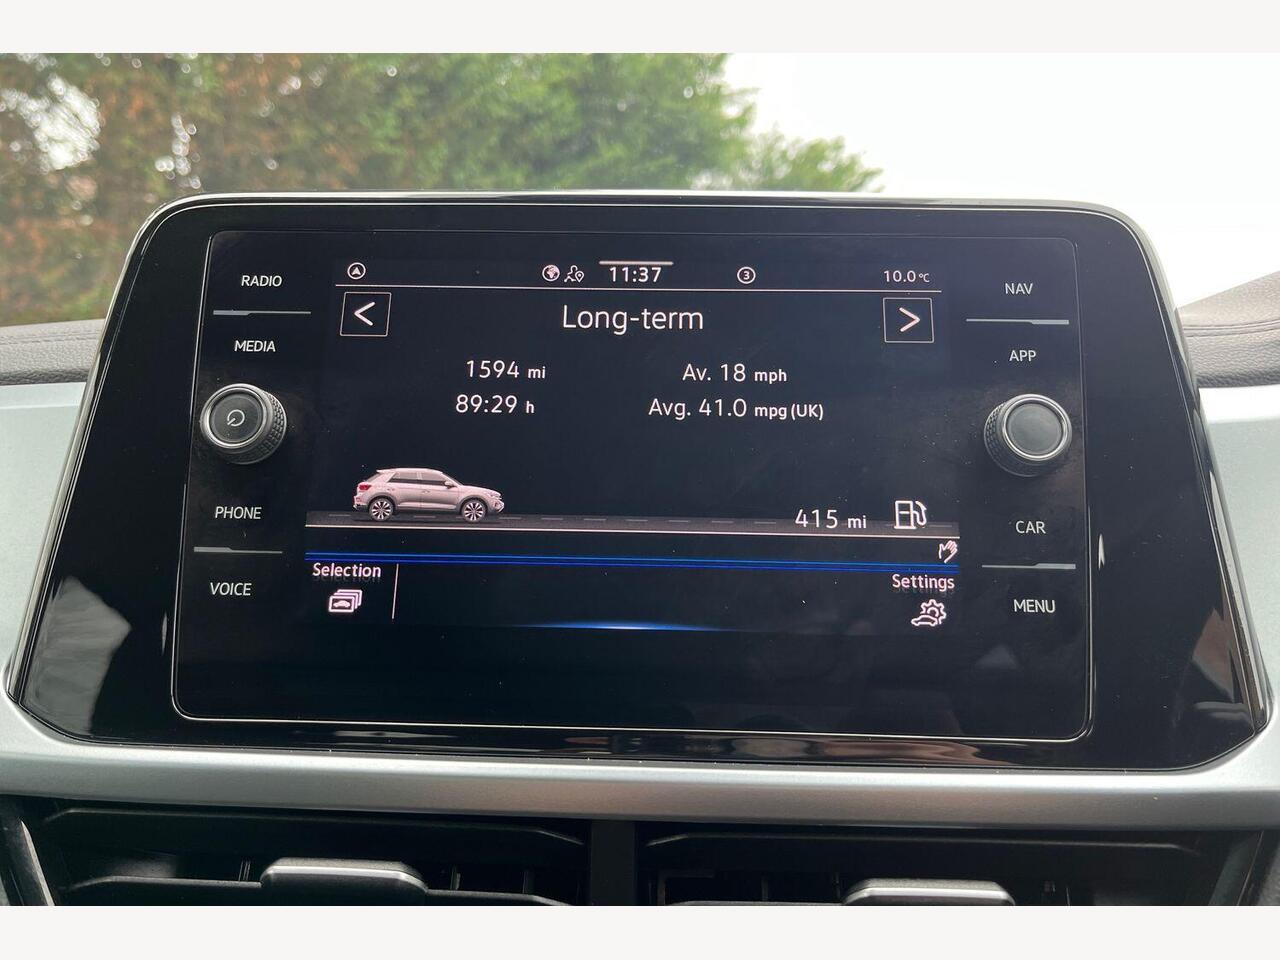 RADIO
MEDIA
PHONE
VOICE
11:37
3
10.0°C
<
Long-term
>
1594 mi
Av. 18 mph
89:29 h
Avg. 41.0 mpg (UK)
415 mi
Selection
Settings
NAV
APP
CAR
MENU